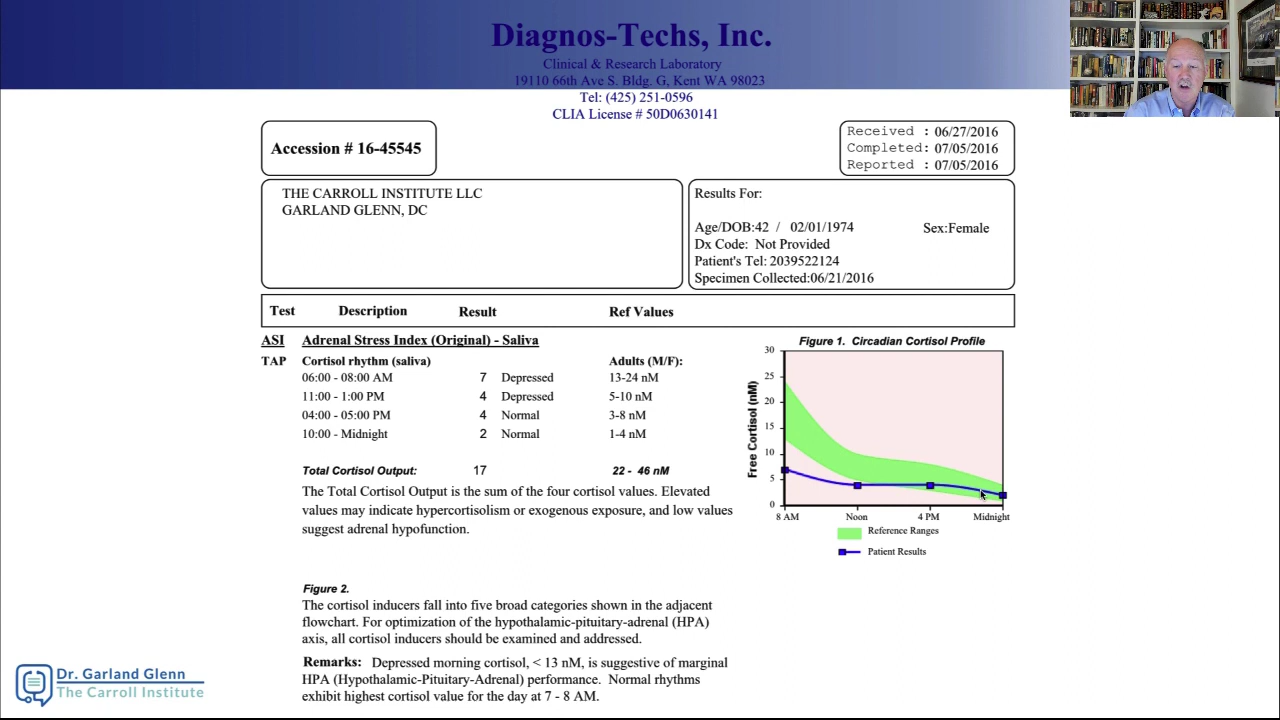 Diagnos-Techs, Inc.
Clinical & Research Laboratory
19110 66th Ave S. Bldg. G, Kent WA 98023
Tel: (425) 251-0596
CLIA License # 50D0630141
Accession # 16-45545
Received : 06/27/2016
Completed: 07/05/2016
Reported : 07/05/2016
THE CARROLL INSTITUTE LLC
GARLAND GLENN, DC
Results For:
Age/DOB:42 / 02/01/1974 Sex:Female
Dx Code: Not Provided
Patient's Tel: 2039522124
Specimen Collected:06/21/2016
Test Description Result Ref Values
ASI Adrenal Stress Index (Original) - Saliva
TAP Cortisol rhythm (saliva) Adults (M/F):
06:00 - 08:00 AM 7 Depressed 13-24 nM
11:00 - 1:00 PM 4 Depressed 5-10 nM
04:00 - 05:00 PM 4 Normal 3-8 nM
10:00 - Midnight 2 Normal 1-4 nM
Total Cortisol Output: 17 22 - 46 nM
The Total Cortisol Output is the sum of the four cortisol values. Elevated
values may indicate hypercortisolism or exogenous exposure, and low values
suggest adrenal hypofunction.
Figure 1. Circadian Cortisol Profile
Free Cortisol (nM)
30
25
20
15
10
5
0
8 AM Noon 4 PM Midnight
Reference Ranges
Patient Results
Figure 2.
The cortisol inducers fall into five broad categories shown in the adjacent
flowchart. For optimization of the hypothalamic-pituitary-adrenal (HPA)
axis, all cortisol inducers should be examined and addressed.
Remarks: Depressed morning cortisol, < 13 nM, is suggestive of marginal
HPA (Hypothalamic-Pituitary-Adrenal) performance. Normal rhythms
exhibit highest cortisol value for the day at 7 - 8 AM.
Dr. Garland Glenn
The Carroll Institute